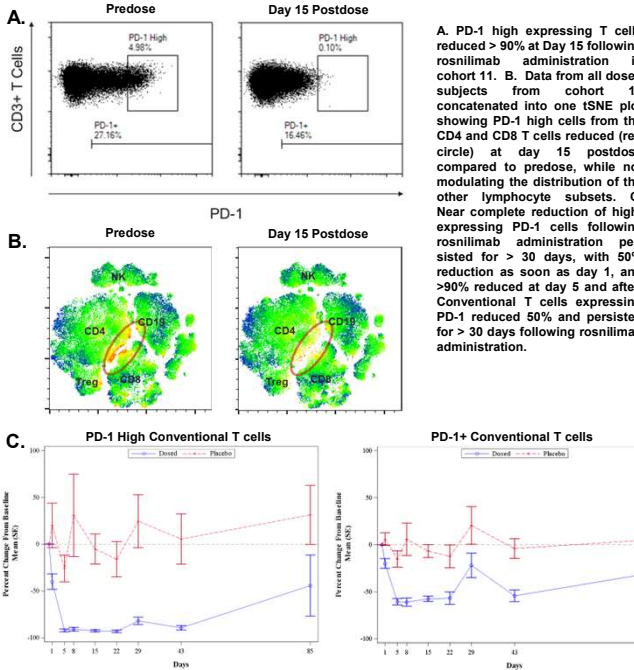 A.
Predose
Day 15 Postdose
CD3+ T Cells
PD-1 High
4.98%
PD-1+
27.16%
PD-1 High
0.10%
PD-1+
16.46%
PD-1
A. PD-1 high expressing T cell
reduced > 90% at Day 15 followin
rosnilimab administration i
cohort 11. B. Data from all dose
subjects from cohort 1
concatenated into one tSNE plo
showing PD-1 high cells from th
CD4 and CD8 T cells reduced (re
circle) at day 15 postdos
compared to predose, while no
modulating the distribution of th
other lymphocyte subsets. C
Near complete reduction of high
expressing PD-1 cells followin
rosnilimab administration per
sisted for > 30 days, with 50%
reduction as soon as day 1, an
>90% reduced at day 5 and afte
Conventional T cells expressin
PD-1 reduced 50% and persiste
for > 30 days following rosnilima
administration.
B.
Predose
Day 15 Postdose
NK
CD4
CD19
Treg
CD8
NK
CD4
CD19
Treg
CD8
C.
PD-1 High Conventional T cells
Dosed
Placebo
Percent Change From Baseline
Mean (SE)
100
50
0
-50
-100
1 5 8 15 22 29 43 85
Days
PD-1+ Conventional T cells
Dosed
Placebo
Percent Change From Baseline
Mean (SE)
100
50
0
-50
-100
1 5 8 15 22 29 43
Days